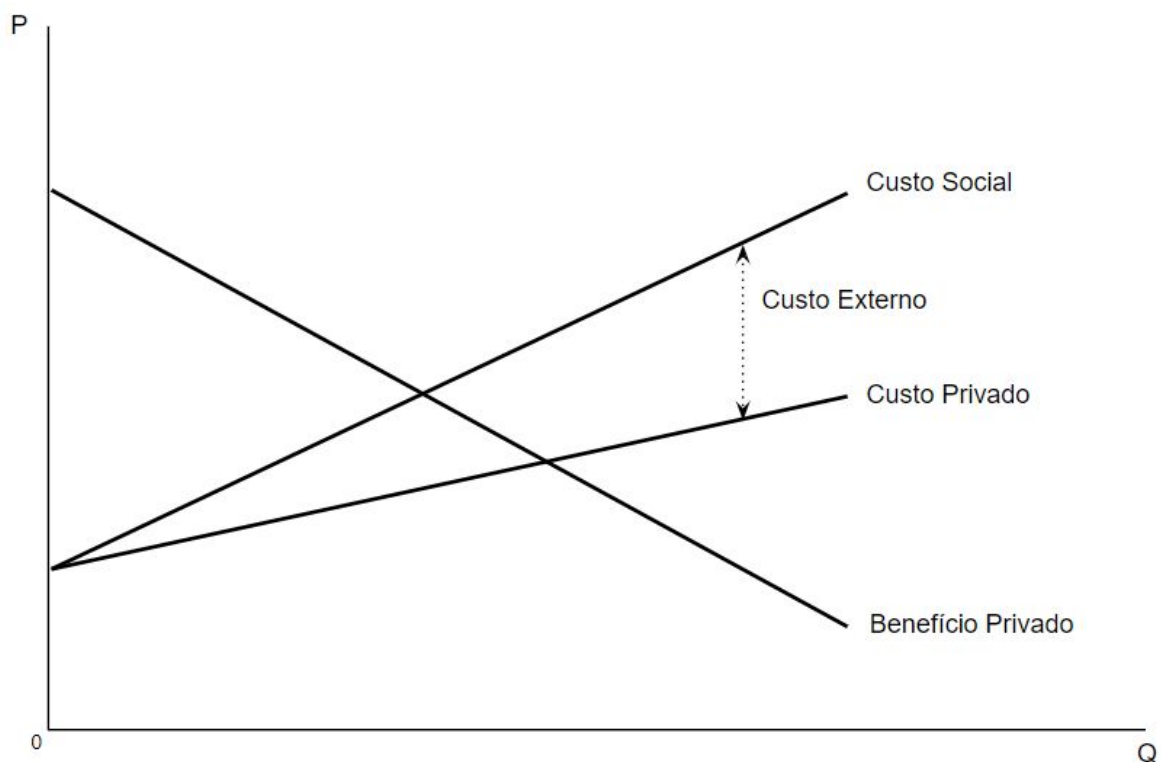 P
Custo Social
Custo Externo
Custo Privado
Benefício Privado
0
Q